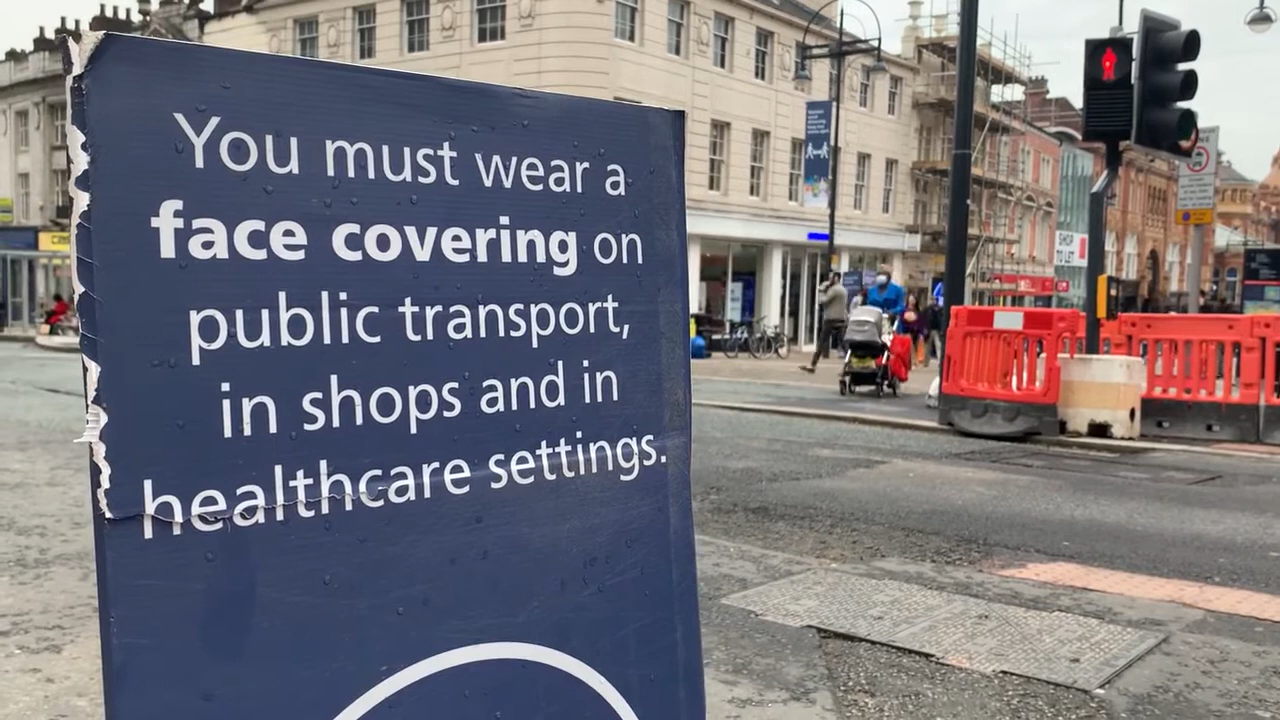 You must wear a
face covering on
public transport,
in shops and in
healthcare settings.
SHOP
TO LET